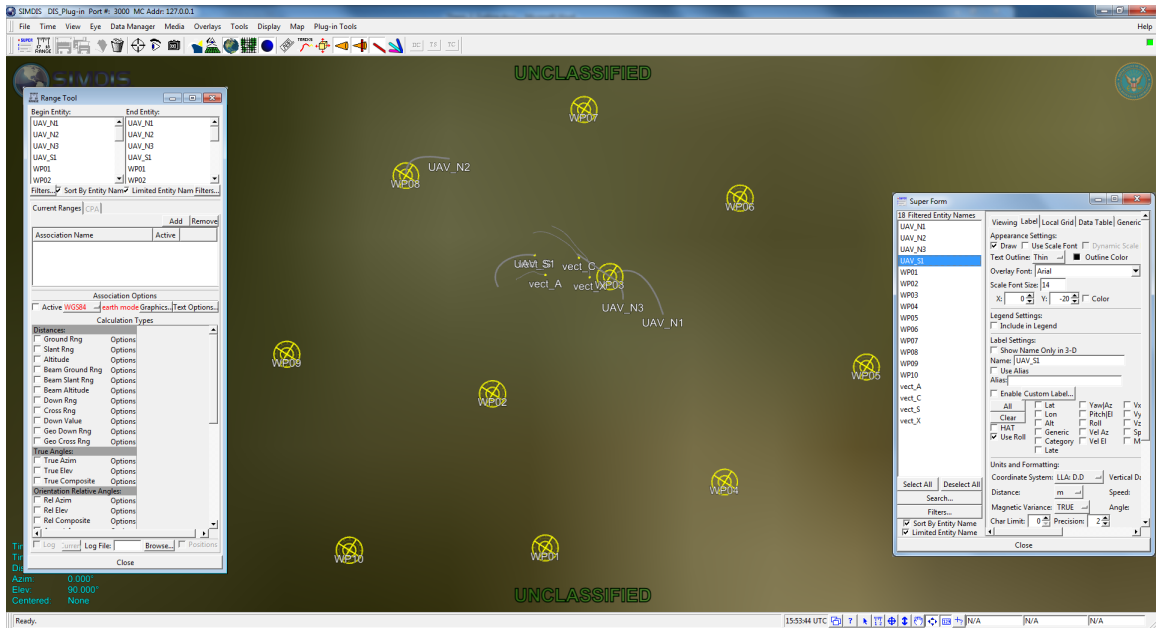 SIMDIS DIS_Plug-in Port #: 3000 MC Addr: 127.0.0.1
File Time View Eye Data Manager Media Overlays Tools Display Map Plug-in Tools Help
SUPER RANGE TRACKS DC TS TC
UNCLASSIFIED
SIMDIS
Range Tool
Begin Entity: End Entity:
UAV_N1 UAV_N1
UAV_N2 UAV_N2
UAV_N3 UAV_N3
UAV_S1 UAV_S1
WP01 WP01
WP02 WP02
Filters... Sort By Entity Nam Limited Entity Nam Filters...
Current Ranges CPA
Add Remove
Association Name Active
Association Options
Active WGS84 earth mode Graphics... Text Options...
Calculation Types
Distances:
Ground Rng Options
Slant Rng Options
Altitude Options
Beam Ground Rng Options
Beam Slant Rng Options
Beam Altitude Options
Down Rng Options
Cross Rng Options
Down Value Options
Geo Down Rng Options
Geo Cross Rng Options
True Angles:
True Azim Options
True Elev Options
True Composite Options
Orientation Relative Angles:
Rel Azim Options
Rel Elev Options
Rel Composite Options
Log Log File: Browse... Positions
Close
Azim 0.000°
Elev 90.000°
Centered None
WP07
UAV_N2
WP08
WP06
UAV_S1
vect_C
vect_A
WP03
UAV_N3
UAV_N1
WP09
WP05
WP02
WP04
WP10
WP01
UNCLASSIFIED
Super Form
18 Filtered Entity Names
UAV_N1
UAV_N2
UAV_N3
UAV_S1
WP01
WP02
WP03
WP04
WP05
WP06
WP07
WP08
WP09
WP10
vect_A
vect_C
vect_S
vect_X
Select All Deselect All
Search...
Filters...
Sort By Entity Name
Limited Entity Name
Viewing Label Local Grid Data Table Generic
Appearance Settings:
Draw Use Scale Font Dynamic Scale
Text Outline: Thin Outline Color
Overlay Font: Arial
Scale Font Size: 14
X: 0 Y: -20 Color
Legend Settings:
Include in Legend
Label Settings:
Show Name Only in 3-D
Name: UAV_S1
Use Alias
Alias:
Enable Custom Label...
All Lat Yaw|Az Vx
Clear Lon Pitch|El Vy
HAT Alt Roll Vz
Use Roll Generic Vel Az Sp
Category Vel El M
Late
Units and Formatting:
Coordinate System: LLA: D.D Vertical Da
Distance: m Speed:
Magnetic Variance: TRUE Angle:
Char Limit: 0 Precision: 2
Close
Ready. 15:53:44 UTC N/A N/A N/A